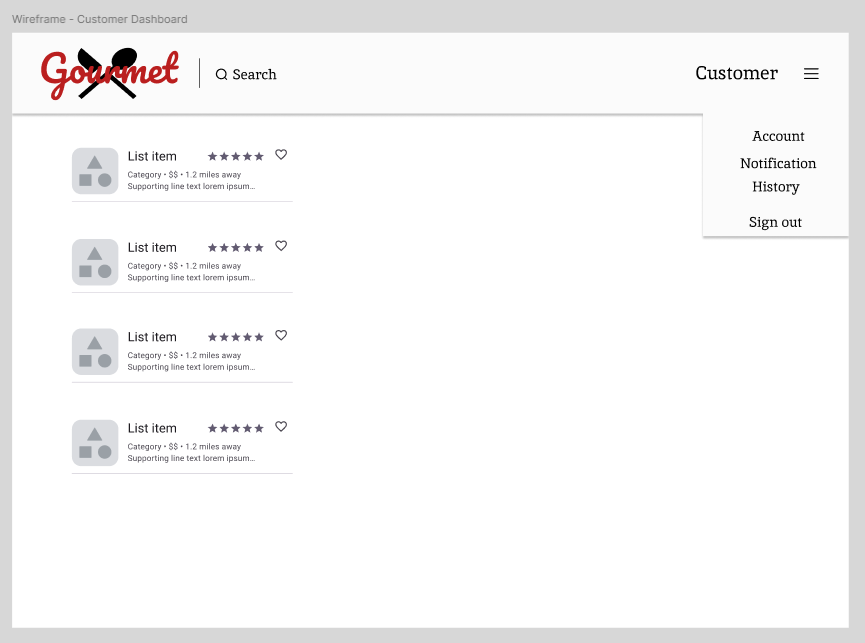 Wireframe - Customer Dashboard
Gourmet
Search
Customer
Account
Notification
History
Sign out
List item
Category • $$ • 1.2 miles away
Supporting line text lorem ipsum...
List item
Category • $$ • 1.2 miles away
Supporting line text lorem ipsum...
List item
Category • $$ • 1.2 miles away
Supporting line text lorem ipsum...
List item
Category • $$ • 1.2 miles away
Supporting line text lorem ipsum...